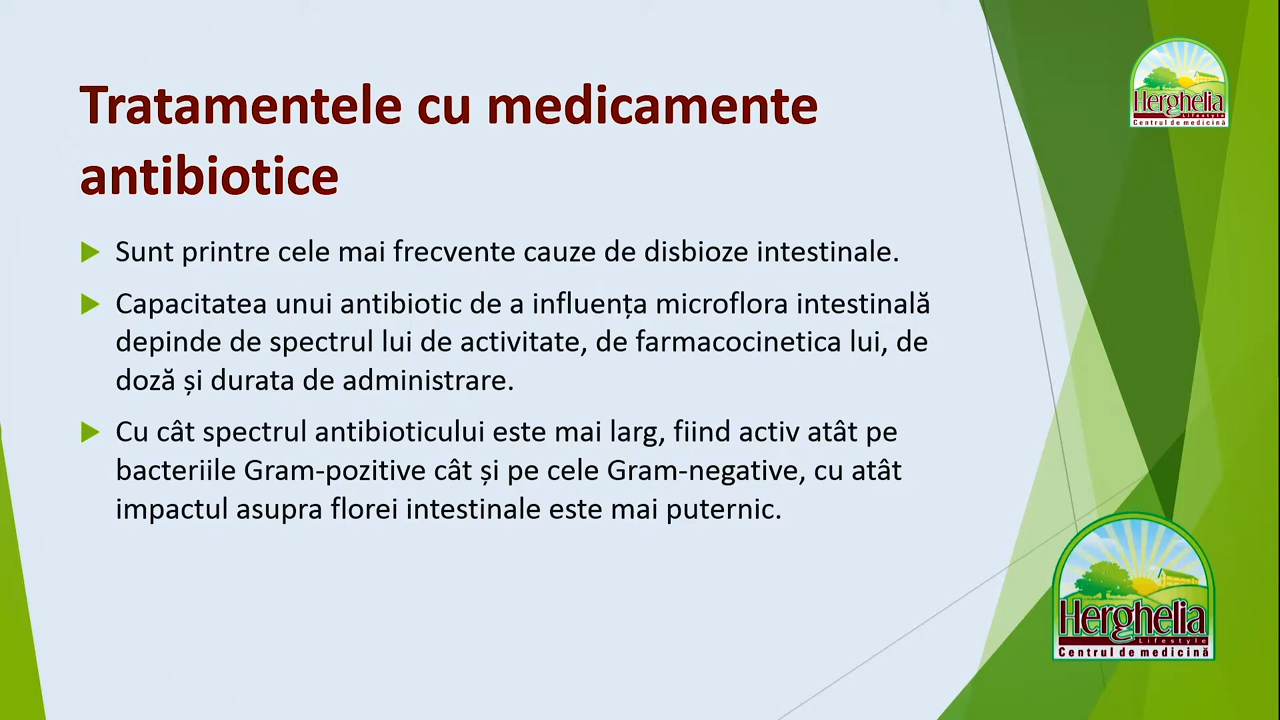 Tratamentele cu medicamente
antibiotice
Herghelia
Lifestyle
Centrul de medicină
Sunt printre cele mai frecvente cauze de disbioze intestinale.
Capacitatea unui antibiotic de a influența microflora intestinală
depinde de spectrul lui de activitate, de farmacocinetica lui, de
doză și durata de administrare.
Cu cât spectrul antibioticului este mai larg, fiind activ atât pe
bacteriile Gram-pozitive cât și pe cele Gram-negative, cu atât
impactul asupra florei intestinale este mai puternic.
Herghelia
Lifestyle
Centrul de medicină